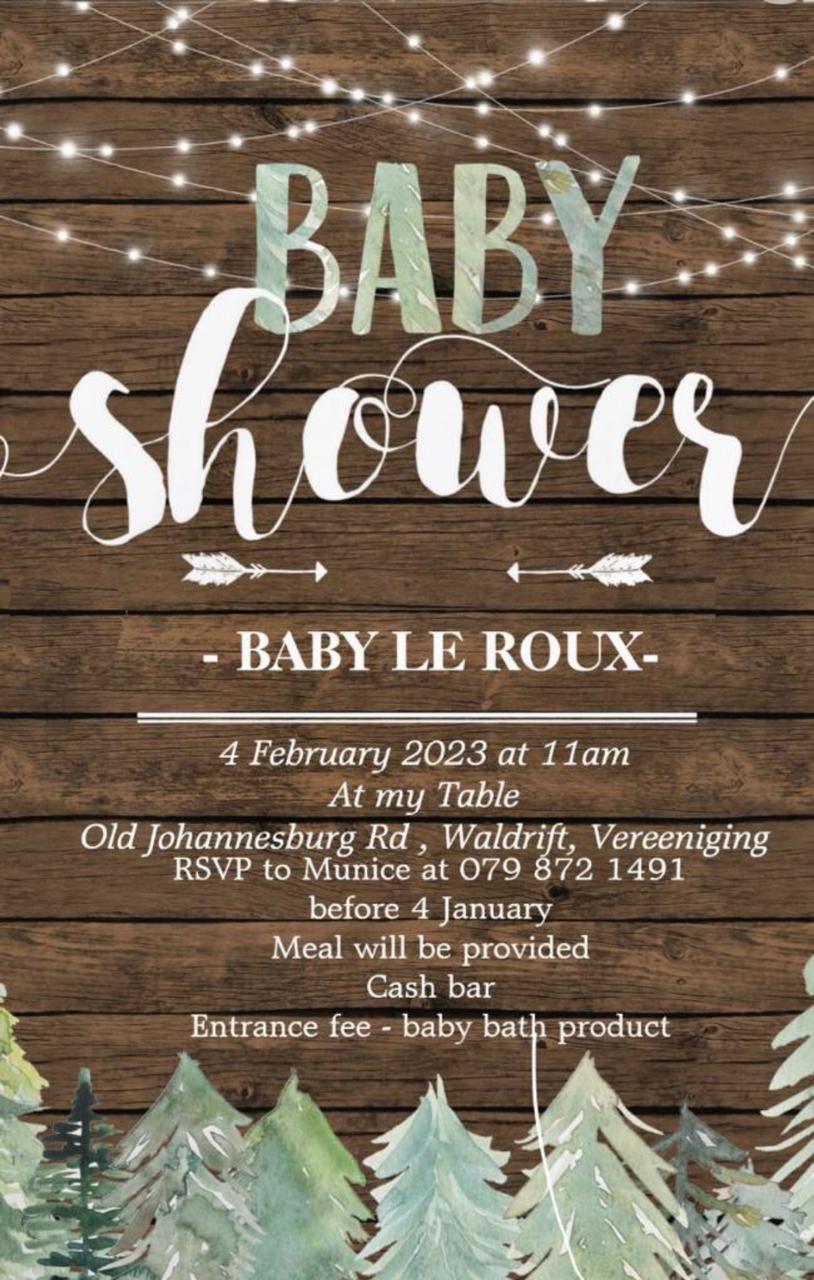 BABY
shower
- BABY LE ROUX-
4 February 2023 at 11am
At my Table
Old Johannesburg Rd , Waldrift, Vereeniging
RSVP to Munice at 079 872 1491
before 4 January
Meal will be provided
Cash bar
Entrance fee - baby bath product